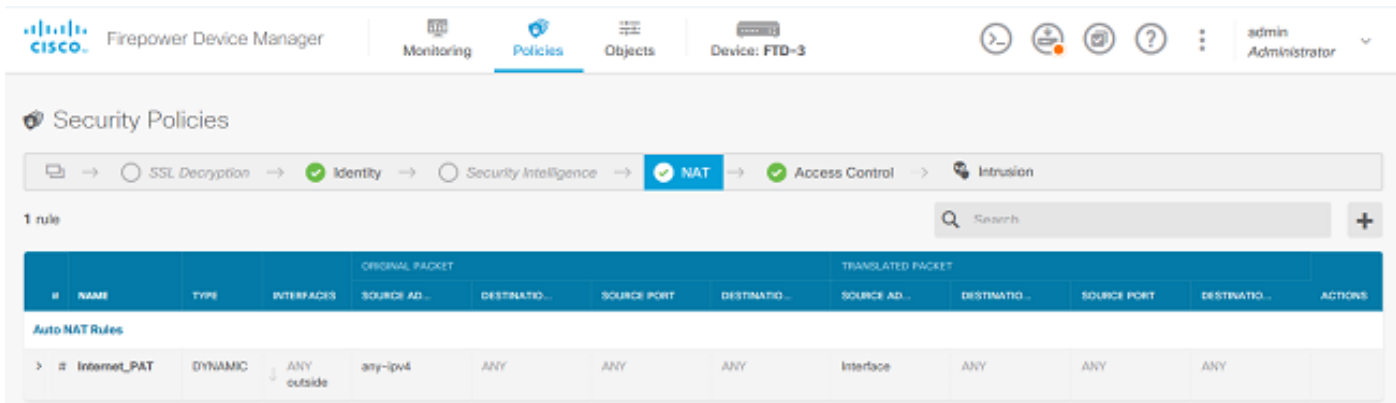 CISCO
Firepower Device Manager
Monitoring
Policies
Objects
Device: FTD-3
admin
Administrator
Security Policies
SSL Decryption → Identity → Security Intelligence → NAT → Access Control → Intrusion
1 rule
Search
ORIGINAL PACKET TRANSLATED PACKET
# NAME TYPE INTERFACES SOURCE AD... DESTINATIO... SOURCE PORT DESTINATIO... SOURCE AD... DESTINATIO... SOURCE PORT DESTINATIO... ACTIONS
Auto NAT Rules
> # Internet_PAT DYNAMIC ANY any-ipv4 ANY ANY ANY Interface ANY ANY ANY
outside